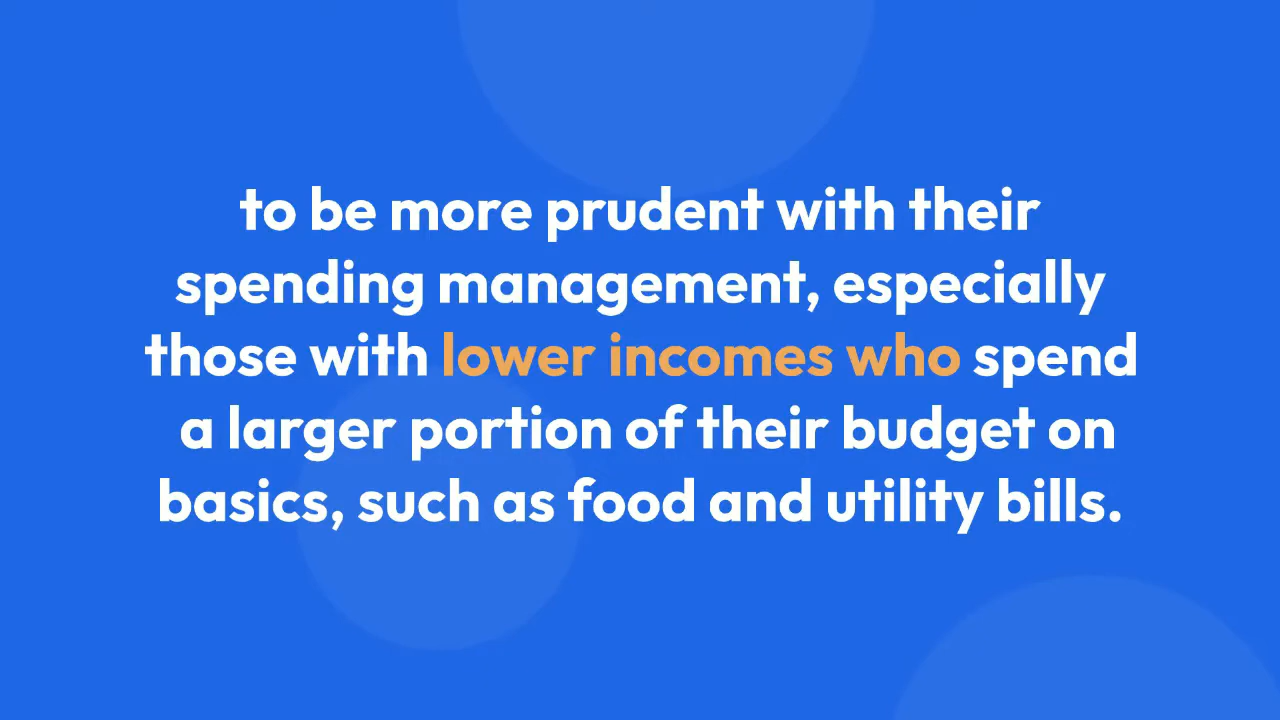 to be more prudent with their
spending management, especially
those with lower incomes who spend
a larger portion of their budget on
basics, such as food and utility bills.